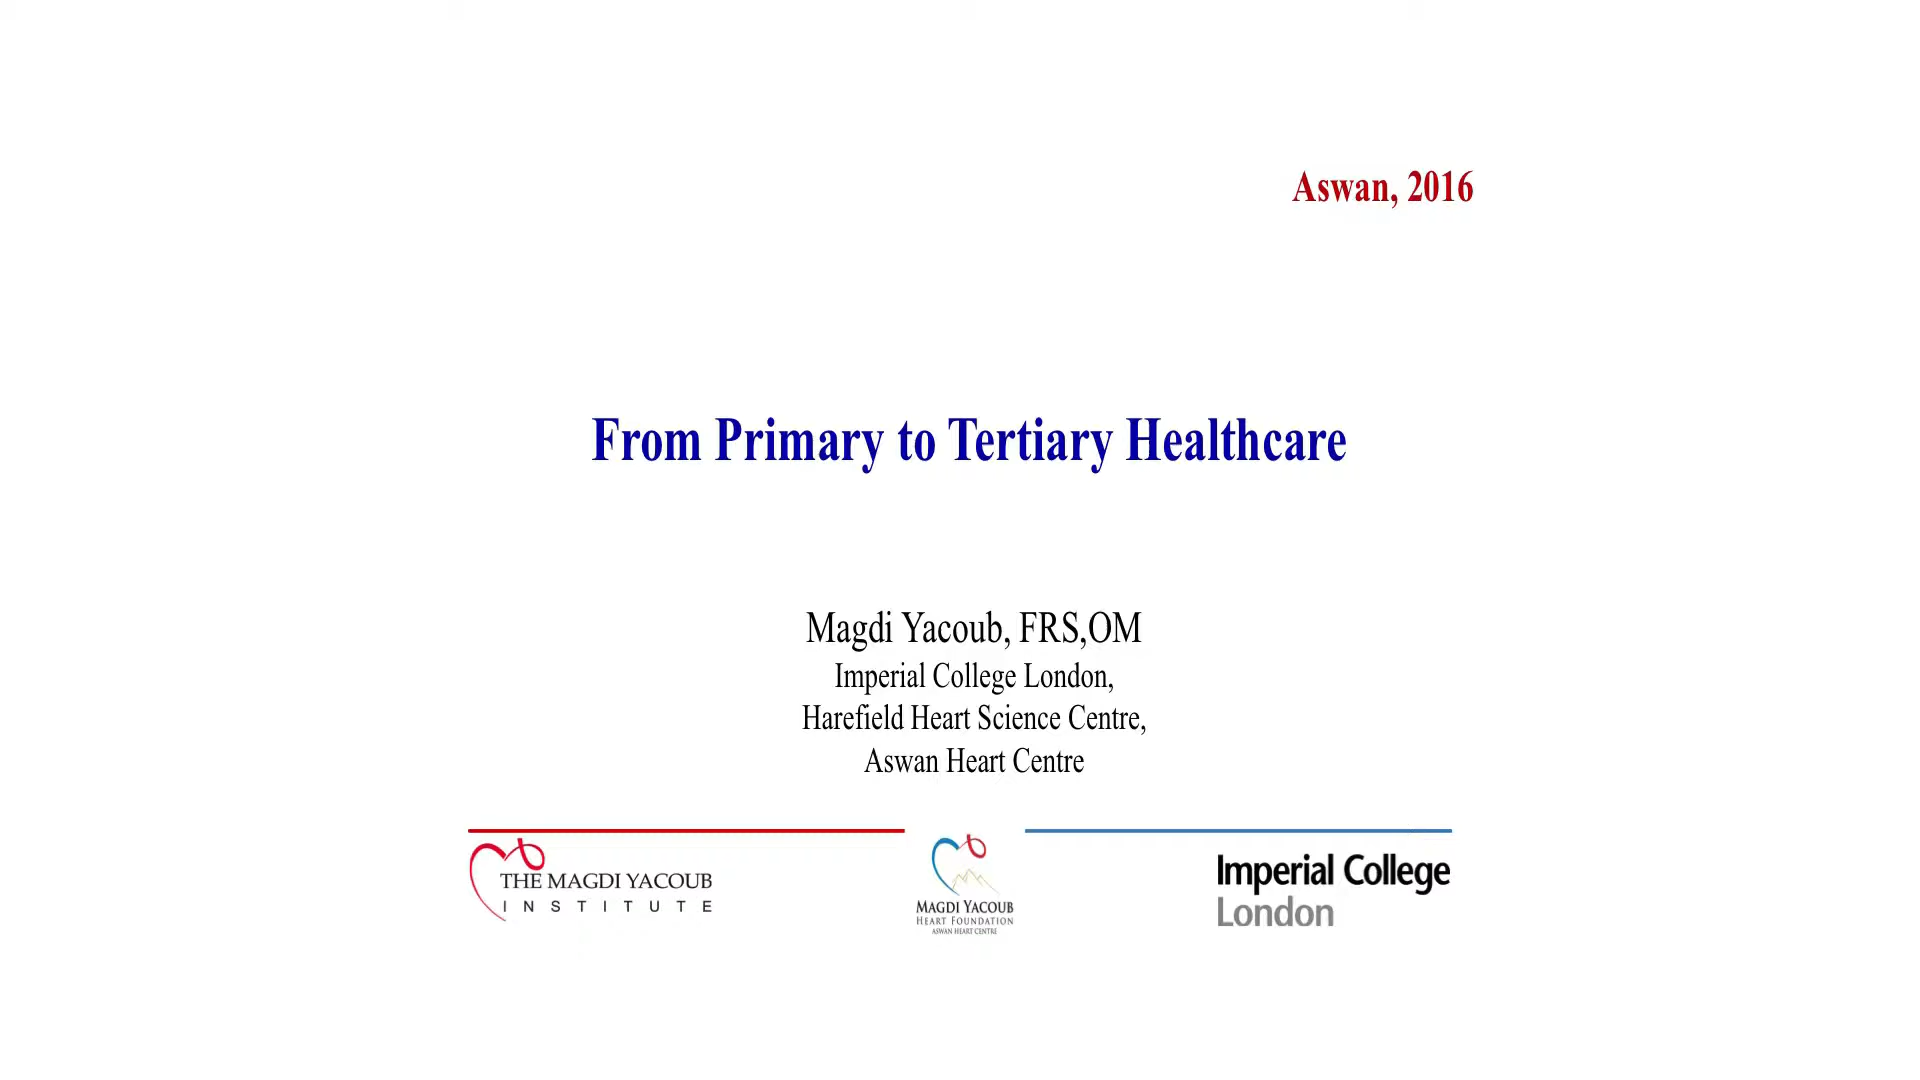 Aswan, 2016
From Primary to Tertiary Healthcare
Magdi Yacoub, FRS,OM
Imperial College London,
Harefield Heart Science Centre,
Aswan Heart Centre
THE MAGDI YACOUB
INSTITUTE
MAGDI YACOUB
HEART FOUNDATION
ASWAN HEART CENTRE
Imperial College
London